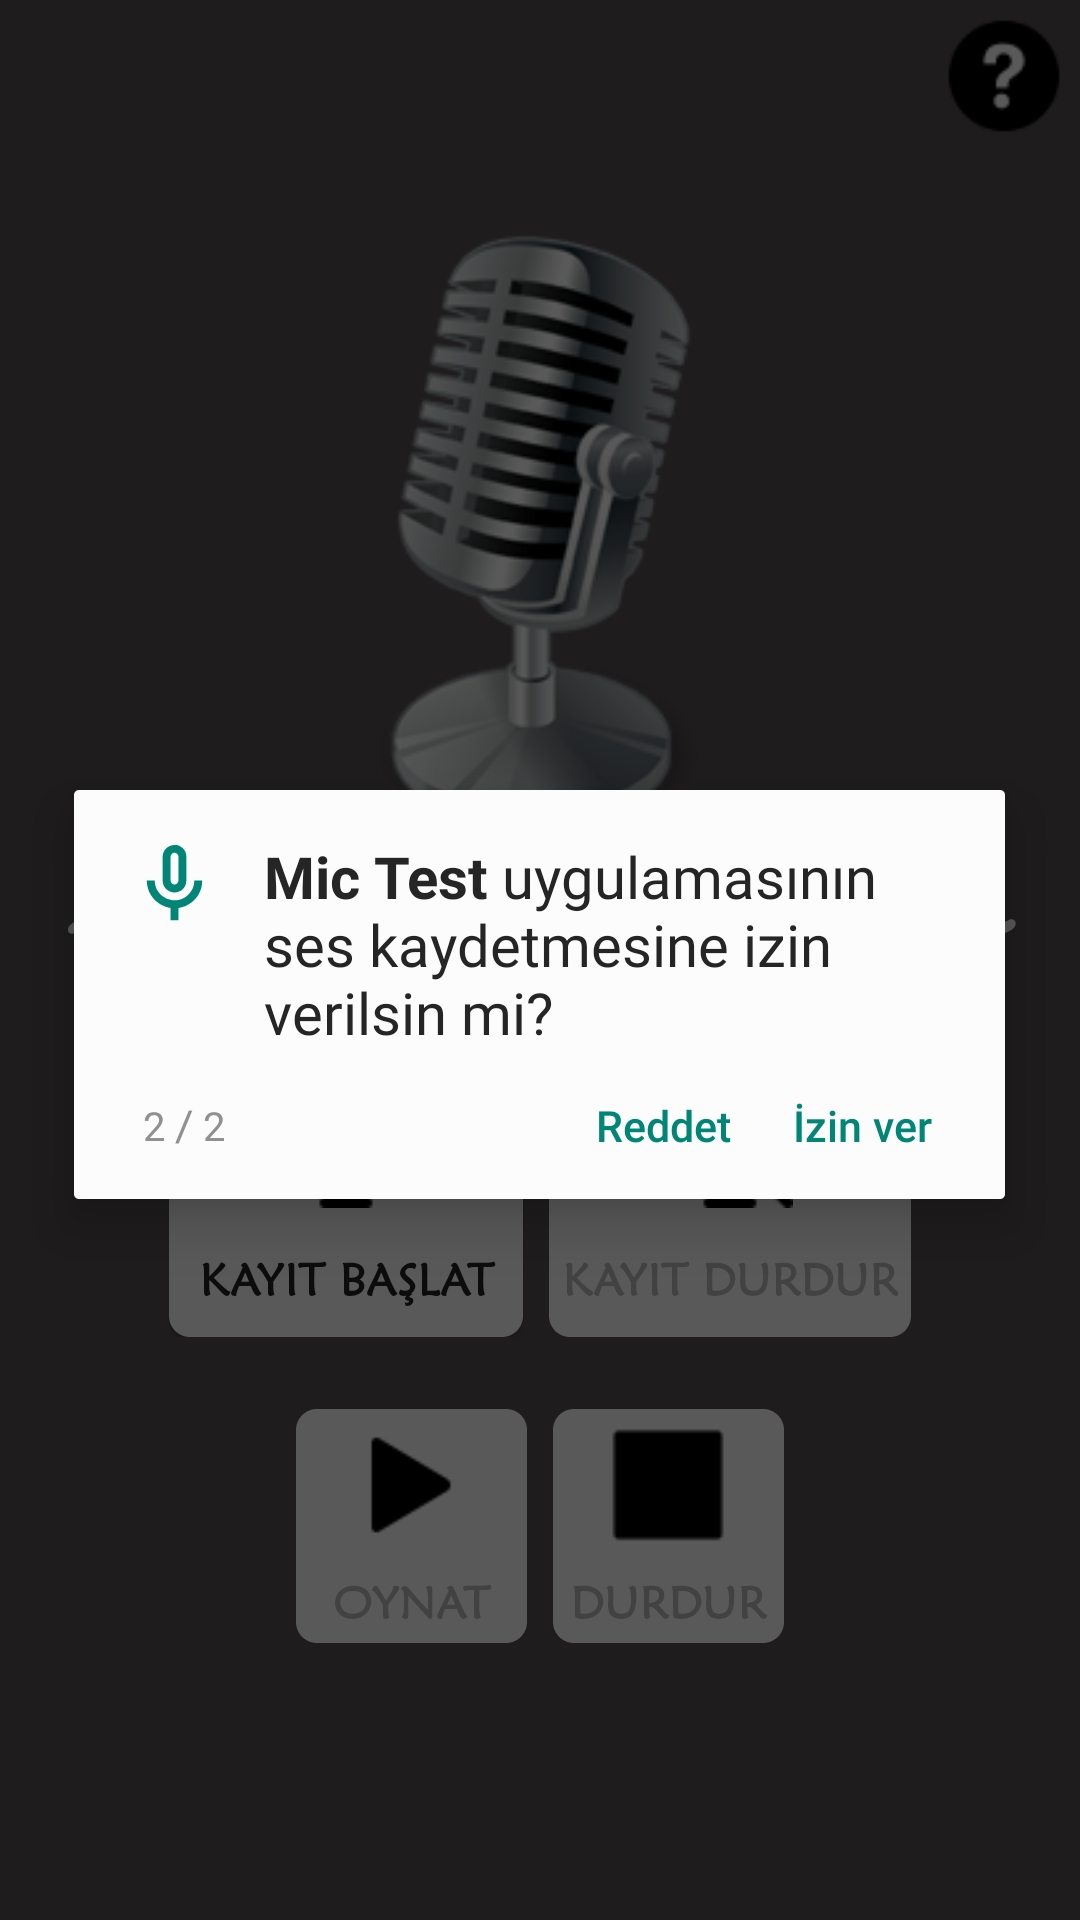 ?
Mic Test uygulamasının
ses kaydetmesine izin
verilsin mi?
2 / 2
Reddet
İzin ver
KAYIT BAŞLAT
KAYIT DURDUR
OYNAT
DURDUR